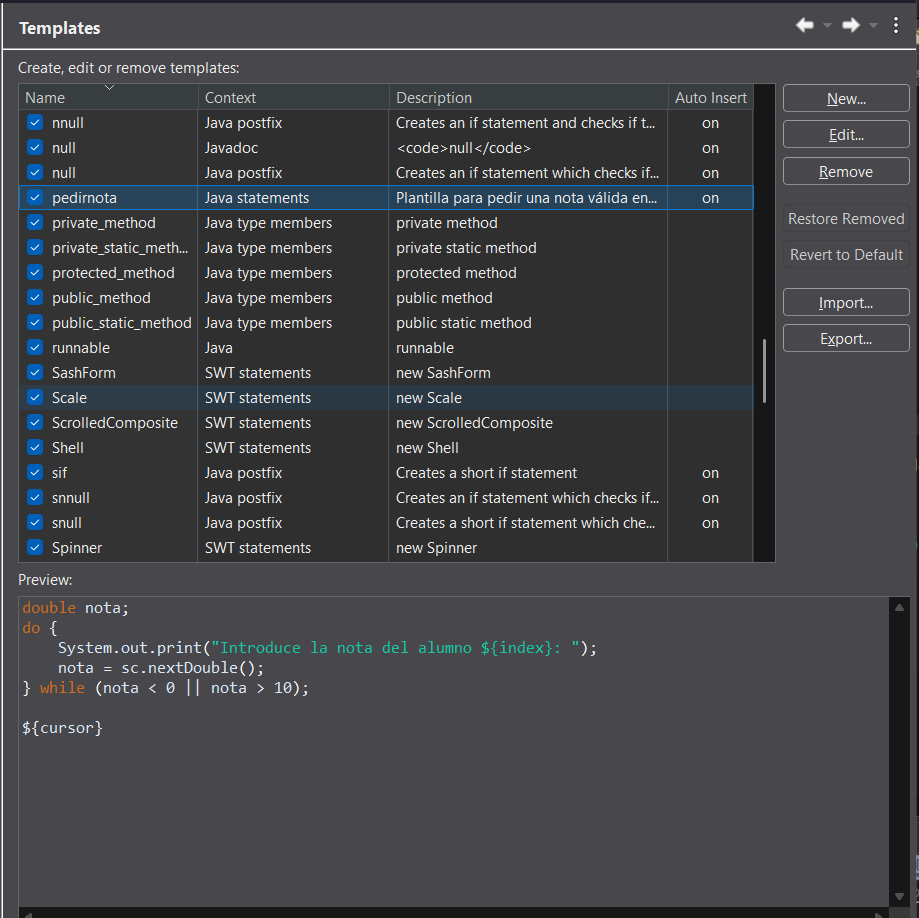 Templates
Create, edit or remove templates:
Name Context Description Auto Insert
nnull Java postfix Creates an if statement and checks if t... on
null Javadoc <code>null</code> on
null Java postfix Creates an if statement which checks if... on
pedirnota Java statements Plantilla para pedir una nota válida en... on
private_method Java type members private method
private_static_meth... Java type members private static method
protected_method Java type members protected method
public_method Java type members public method
public_static_method Java type members public static method
runnable Java runnable
SashForm SWT statements new SashForm
Scale SWT statements new Scale
ScrolledComposite SWT statements new ScrolledComposite
Shell SWT statements new Shell
sif Java postfix Creates a short if statement on
snnull Java postfix Creates an if statement which checks if... on
snull Java postfix Creates a short if statement which che... on
Spinner SWT statements new Spinner
New...
Edit...
Remove
Restore Removed
Revert to Default
Import...
Export...
Preview:
double nota;
do {
    System.out.print("Introduce la nota del alumno ${index}: ");
    nota = sc.nextDouble();
} while (nota < 0 || nota > 10);
${cursor}